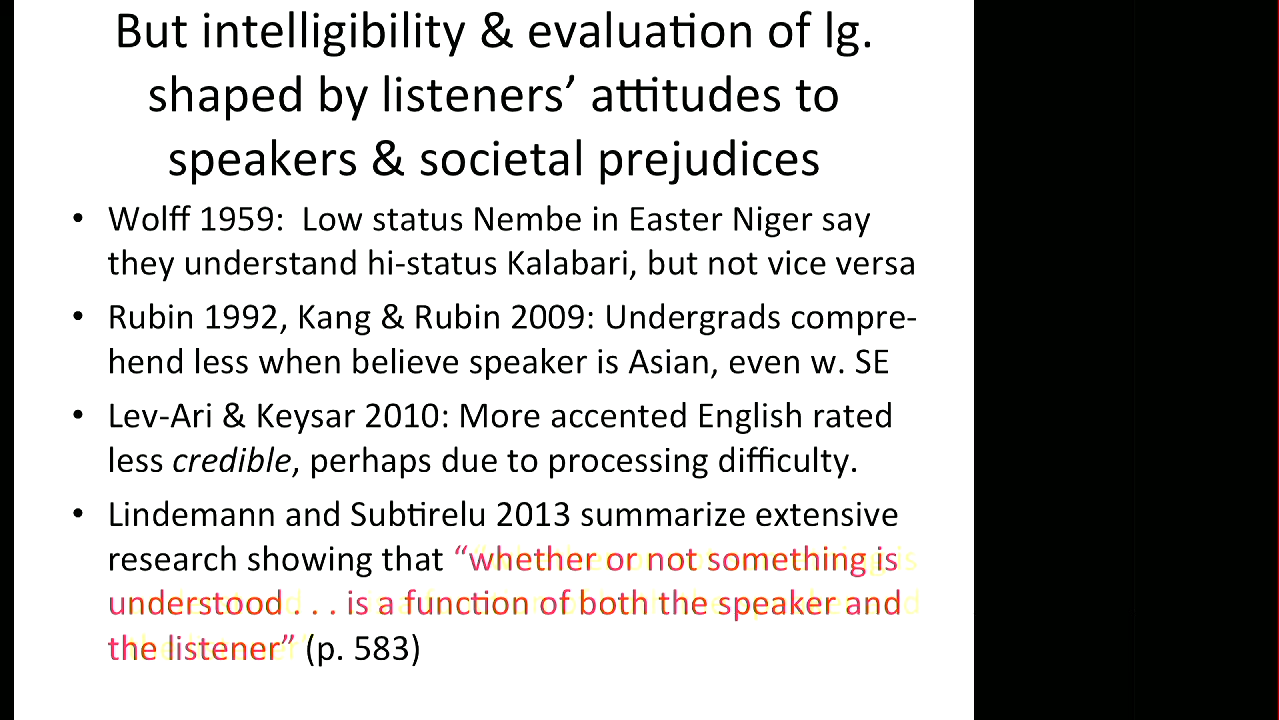 But intelligibility & evaluation of lg.
shaped by listeners’ attitudes to
speakers & societal prejudices
• Wolff 1959:  Low status Nembe in Easter Niger say
they understand hi-status Kalabari, but not vice versa
• Rubin 1992, Kang & Rubin 2009: Undergrads compre-
hend less when believe speaker is Asian, even w. SE
• Lev-Ari & Keysar 2010: More accented English rated
less credible, perhaps due to processing difficulty.
• Lindemann and Subtirelu 2013 summarize extensive
research showing that “whether or not something is
understood . . . is a function of both the speaker and
the listener” (p. 583)